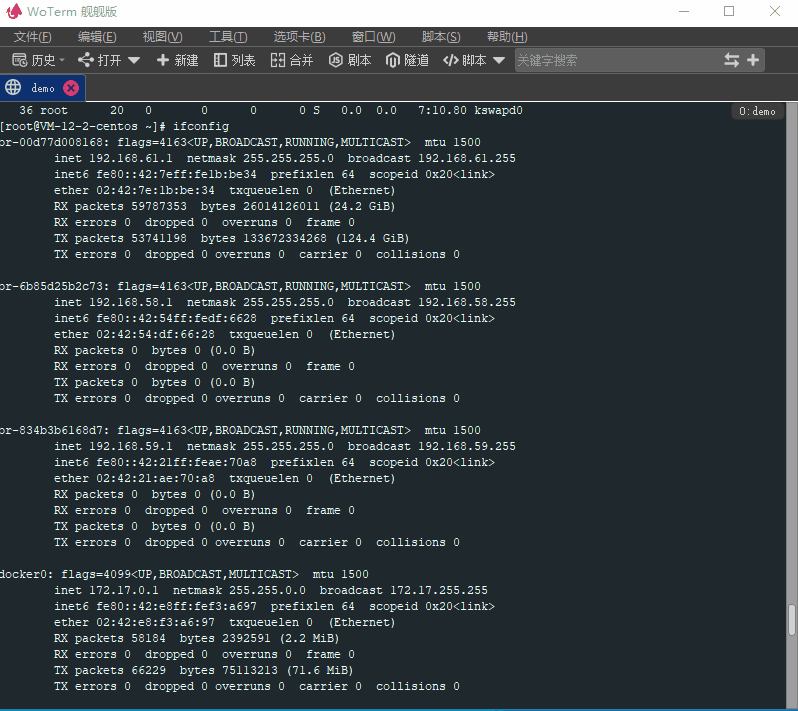 WoTerm 舰舰版
文件(F) 编辑(E) 视图(V) 工具(T) 选项卡(B) 窗口(W) 脚本(S) 帮助(H)
历史 打开 新建 列表 合并 剧本 隧道 脚本 关键字搜索
demo
36 root 20 0 0 0 0 S 0.0 0.0 7:10.80 kswapd0
0:demo
[root@VM-12-2-centos ~]# ifconfig
br-00d77d008168: flags=4163<UP,BROADCAST,RUNNING,MULTICAST> mtu 1500
inet 192.168.61.1 netmask 255.255.255.0 broadcast 192.168.61.255
inet6 fe80::42:7eff:fe1b:be34 prefixlen 64 scopeid 0x20<link>
ether 02:42:7e:1b:be:34 txqueuelen 0 (Ethernet)
RX packets 59787353 bytes 26014126011 (24.2 GiB)
RX errors 0 dropped 0 overruns 0 frame 0
TX packets 53741198 bytes 133672334268 (124.4 GiB)
TX errors 0 dropped 0 overruns 0 carrier 0 collisions 0
br-6b85d25b2c73: flags=4163<UP,BROADCAST,RUNNING,MULTICAST> mtu 1500
inet 192.168.58.1 netmask 255.255.255.0 broadcast 192.168.58.255
inet6 fe80::42:54ff:fedf:6628 prefixlen 64 scopeid 0x20<link>
ether 02:42:54:df:66:28 txqueuelen 0 (Ethernet)
RX packets 0 bytes 0 (0.0 B)
RX errors 0 dropped 0 overruns 0 frame 0
TX packets 0 bytes 0 (0.0 B)
TX errors 0 dropped 0 overruns 0 carrier 0 collisions 0
br-834b3b6168d7: flags=4163<UP,BROADCAST,RUNNING,MULTICAST> mtu 1500
inet 192.168.59.1 netmask 255.255.255.0 broadcast 192.168.59.255
inet6 fe80::42:21ff:feae:70a8 prefixlen 64 scopeid 0x20<link>
ether 02:42:21:ae:70:a8 txqueuelen 0 (Ethernet)
RX packets 0 bytes 0 (0.0 B)
RX errors 0 dropped 0 overruns 0 frame 0
TX packets 0 bytes 0 (0.0 B)
TX errors 0 dropped 0 overruns 0 carrier 0 collisions 0
docker0: flags=4099<UP,BROADCAST,MULTICAST> mtu 1500
inet 172.17.0.1 netmask 255.255.0.0 broadcast 172.17.255.255
inet6 fe80::42:e8ff:fef3:a697 prefixlen 64 scopeid 0x20<link>
ether 02:42:e8:f3:a6:97 txqueuelen 0 (Ethernet)
RX packets 58184 bytes 2392591 (2.2 MiB)
RX errors 0 dropped 0 overruns 0 frame 0
TX packets 66229 bytes 75113213 (71.6 MiB)
TX errors 0 dropped 0 overruns 0 carrier 0 collisions 0